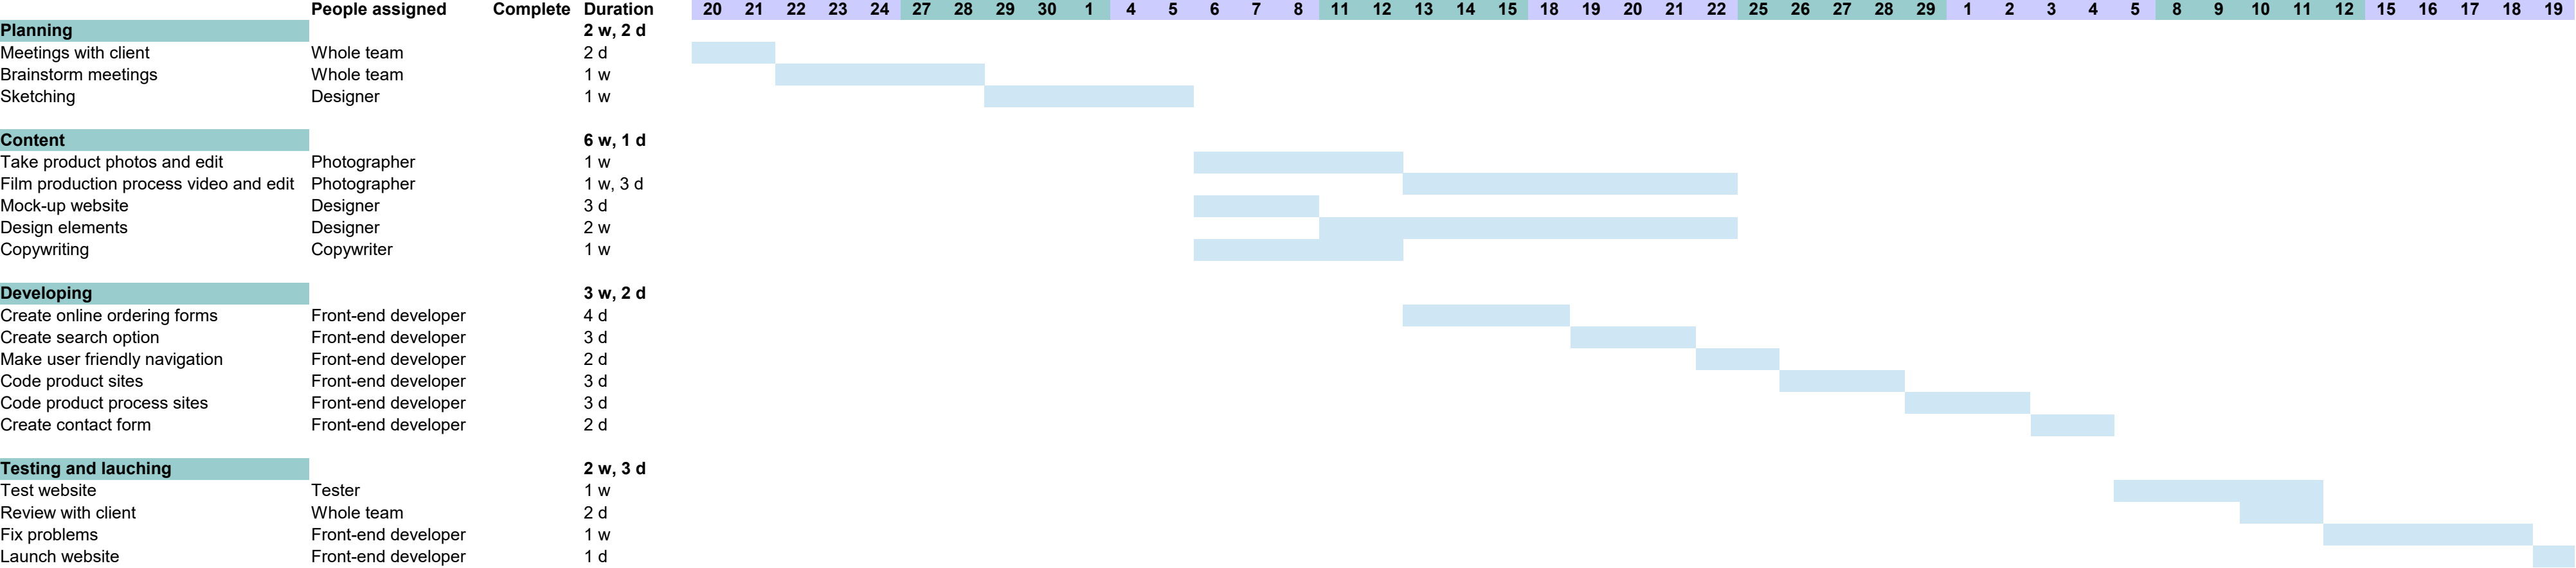 People assigned Complete Duration 20 21 22 23 24 27 28 29 30 1 4 5 6 7 8 11 12 13 14 15 18 19 20 21 22 25 26 27 28 29 1 2 3 4 5 8 9 10 11 12 15 16 17 18 19
Planning 2 w, 2 d
Meetings with client Whole team 2 d
Brainstorm meetings Whole team 1 w
Sketching Designer 1 w
Content 6 w, 1 d
Take product photos and edit Photographer 1 w
Film production process video and edit Photographer 1 w, 3 d
Mock-up website Designer 3 d
Design elements Designer 2 w
Copywriting Copywriter 1 w
Developing 3 w, 2 d
Create online ordering forms Front-end developer 4 d
Create search option Front-end developer 3 d
Make user friendly navigation Front-end developer 2 d
Code product sites Front-end developer 3 d
Code product process sites Front-end developer 3 d
Create contact form Front-end developer 2 d
Testing and lauching 2 w, 3 d
Test website Tester 1 w
Review with client Whole team 2 d
Fix problems Front-end developer 1 w
Launch website Front-end developer 1 d